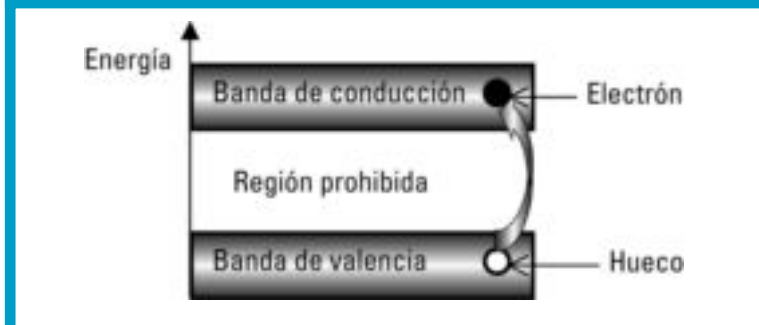 Energía
Banda de conducción
Electrón
Región prohibida
Banda de valencia
Hueco